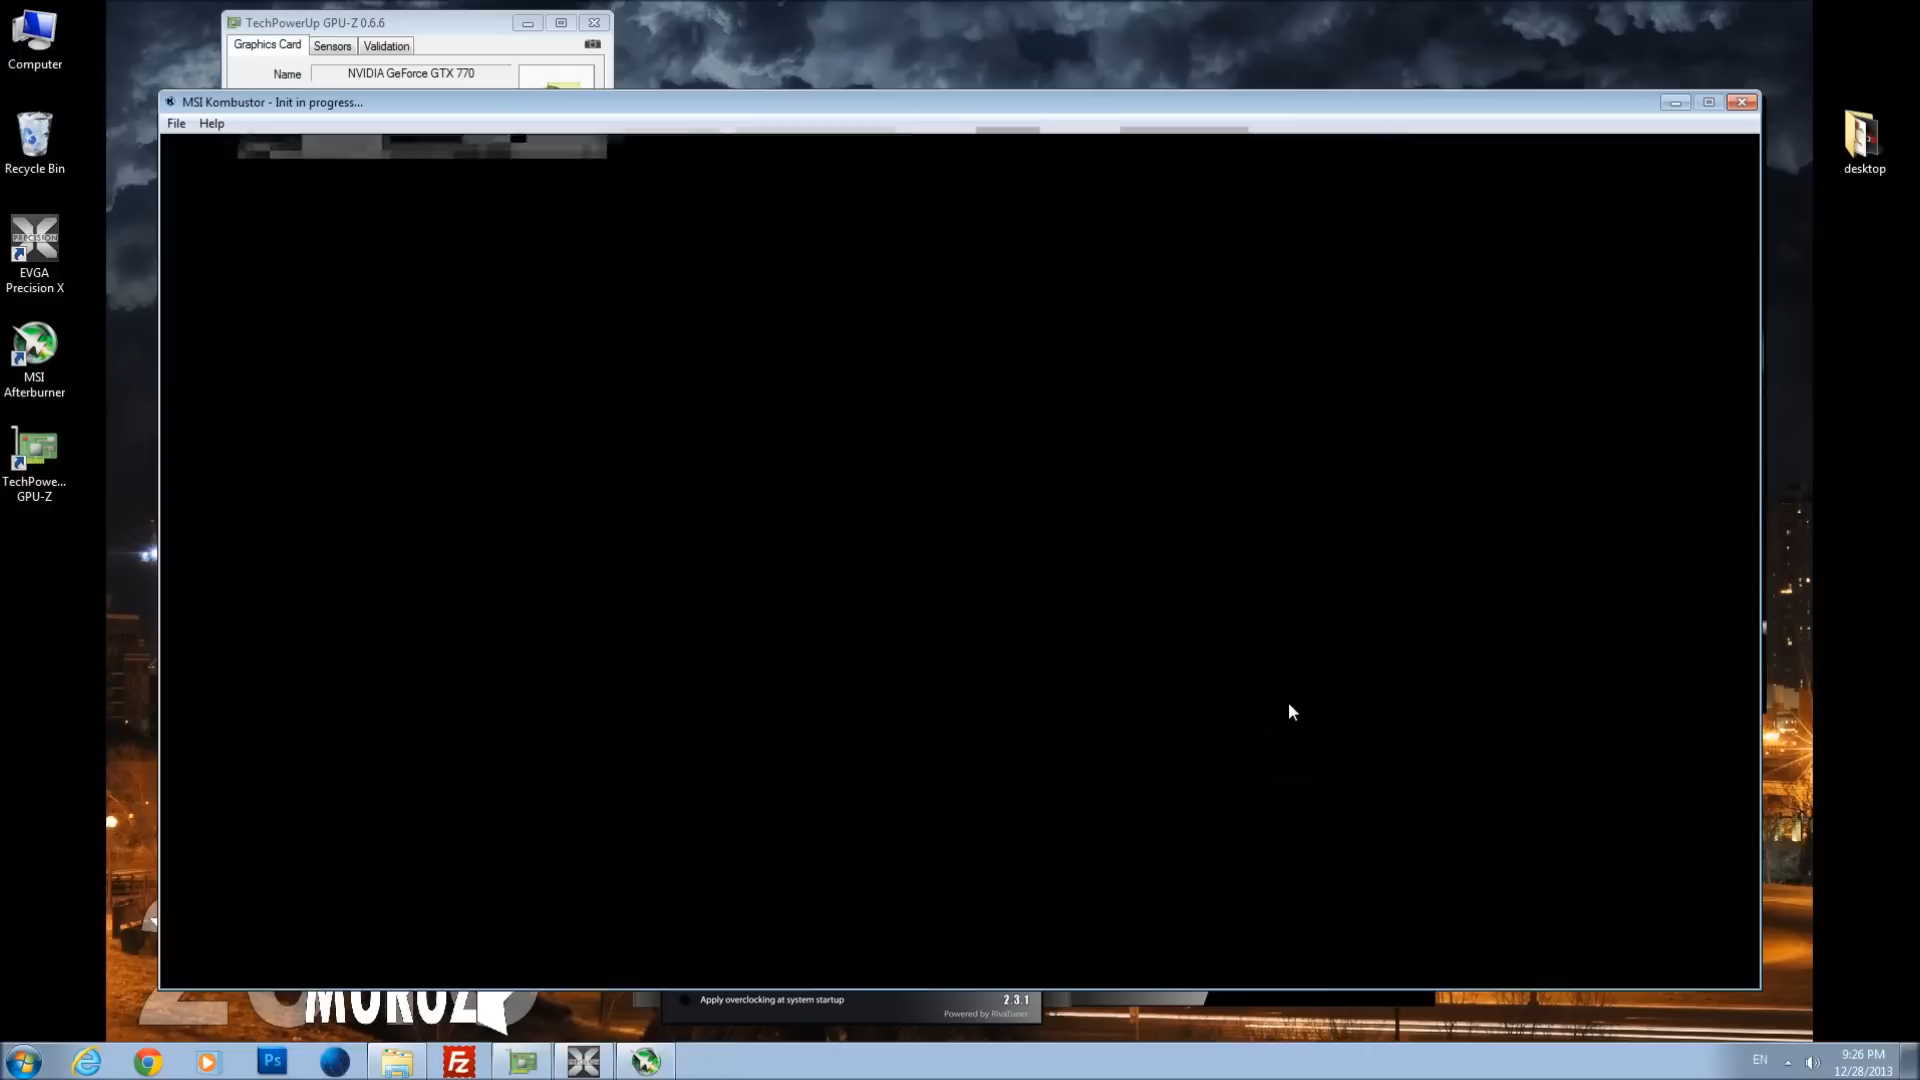 Computer
Recycle Bin
EVGA
Precision X
MSI
Afterburner
TechPowe...
GPU-Z
TechPowerUp GPU-Z 0.6.6
Graphics Card
Sensors
Validation
Name
NVIDIA GeForce GTX 770
MSI Kombustor - Init in progress...
File
Help
desktop
Apply overclocking at system startup
2.3.1
Powered by RivaTuner
Ps
FZ
EN
9:26 PM
12/28/2013